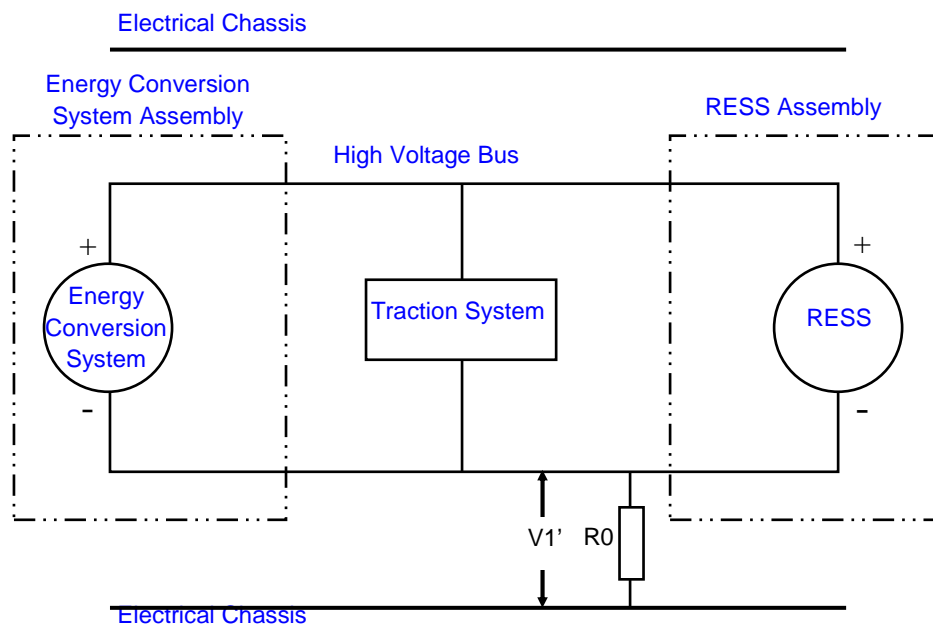 Electrical Chassis
Energy Conversion
System Assembly
RESS Assembly
High Voltage Bus
+
+
Energy
Conversion
System
Traction System
RESS
-
-
V1’
R0
Electrical Chassis